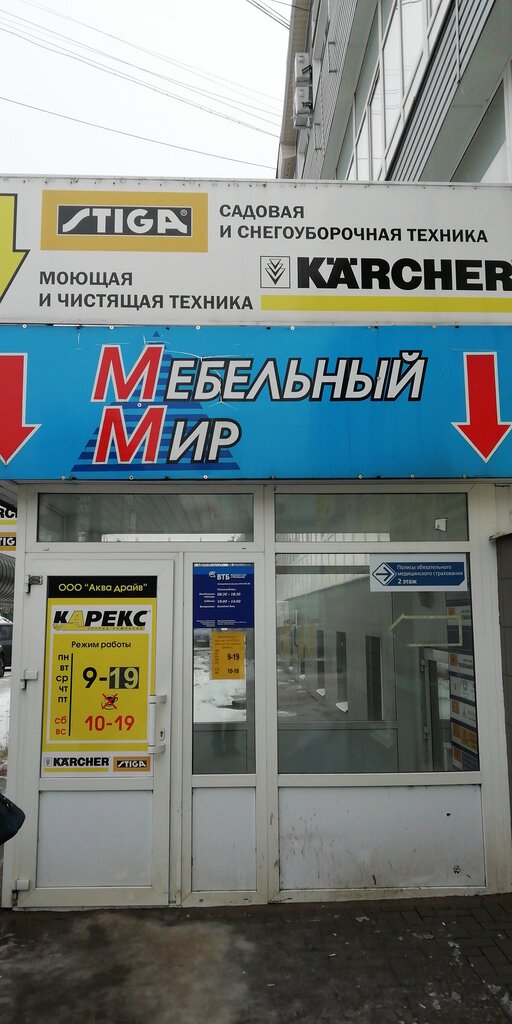 STIGA
САДОВАЯ
И СНЕГОУБОРОЧНАЯ ТЕХНИКА
МОЮЩАЯ
И ЧИСТЯЩАЯ ТЕХНИКА
KÄRCHER
МЕБЕЛЬНЫЙ
МИР
ООО "Аква драйв"
КАРЕКС
Режим работы
пн
вт
ср
чт
пт
9-19
сб
вс
10-19
KÄRCHER
STIGA
ВТБ
9-19
10-18
Полисы обязательного
медицинского страхования
2 этаж